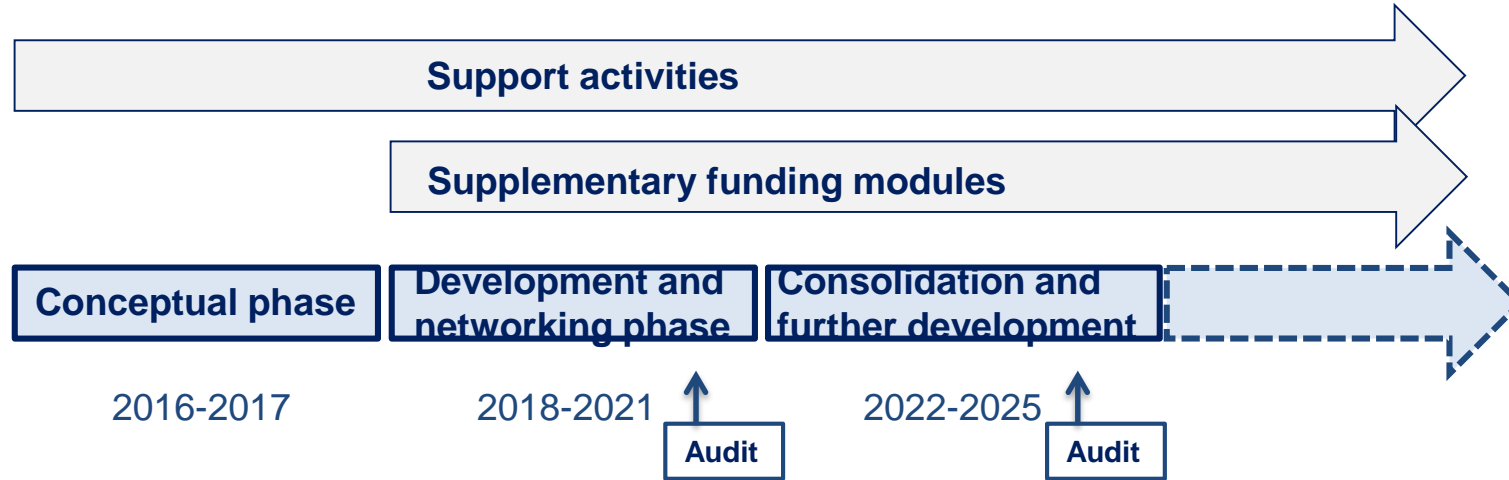 Support activities
Supplementary funding modules
Conceptual phase
Development and
networking phase
Consolidation and
further development
2016-2017
2018-2021
2022-2025
Audit
Audit